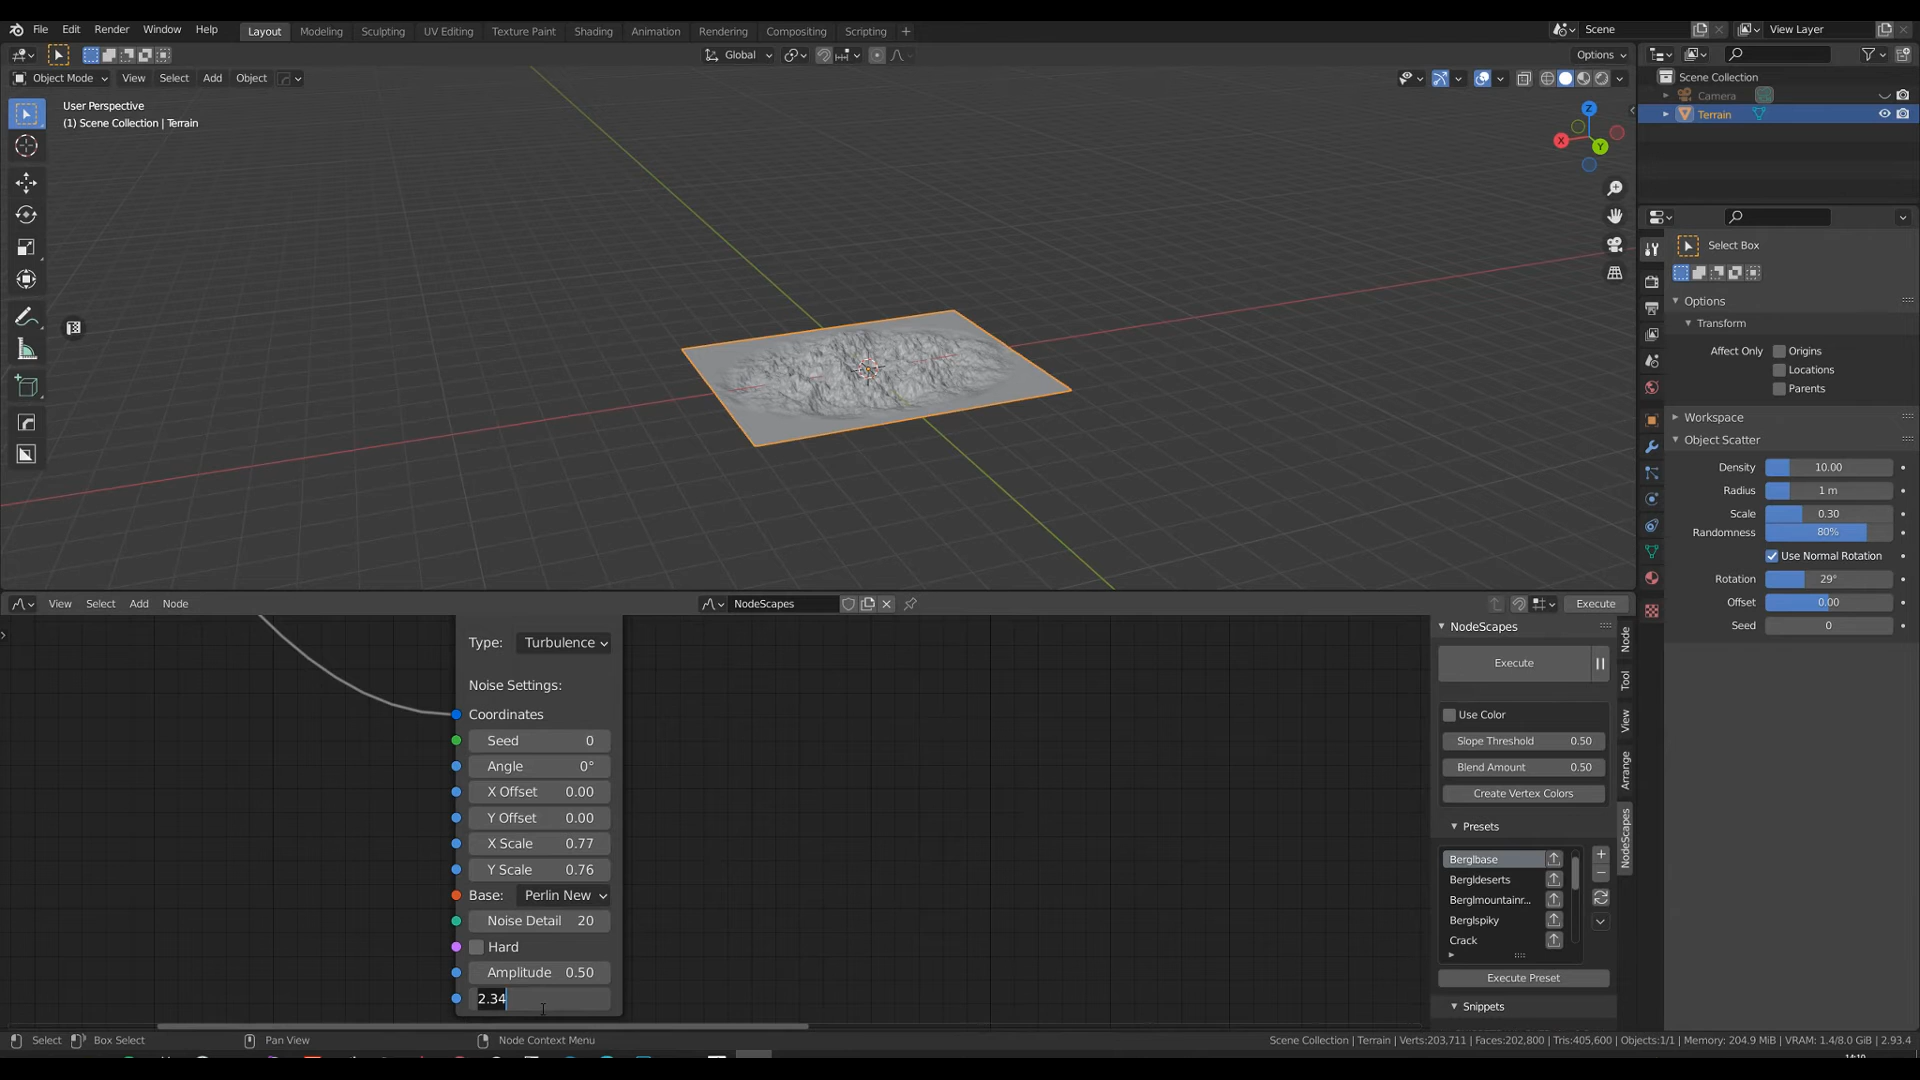 File Edit Render Window Help Layout Modeling Sculpting UV Editing Texture Paint Shading Animation Rendering Compositing Scripting + Scene View Layer
Global Options
Object Mode View Select Add Object
User Perspective
(1) Scene Collection | Terrain
Z
X
Y
Scene Collection
Camera
Terrain
Select Box
Options
Transform
Affect Only Origins
Locations
Parents
Workspace
Object Scatter
Density 10.00
Radius 1 m
Scale 0.30
Randomness 80%
Use Normal Rotation
Rotation 29°
Offset 0.00
Seed 0
View Select Add Node NodeScapes Execute
Type: Turbulence
Noise Settings:
Coordinates
Seed 0
Angle 0°
X Offset 0.00
Y Offset 0.00
X Scale 0.77
Y Scale 0.76
Base: Perlin New
Noise Detail 20
Hard
Amplitude 0.50
2.34
NodeScapes
Execute
Use Color
Slope Threshold 0.50
Blend Amount 0.50
Create Vertex Colors
Presets
Berglbase
Bergldeserts
Berglmountainr...
Berglspiky
Crack
Execute Preset
Snippets
Node
Tool
View
Arrange
NodeScapes
Select Box Select Pan View Node Context Menu Scene Collection | Terrain | Verts:203,711 | Faces:202,800 | Tris:405,600 | Objects:1/1 | Memory: 204.9 MiB | VRAM: 1.4/8.0 GiB | 2.93.4